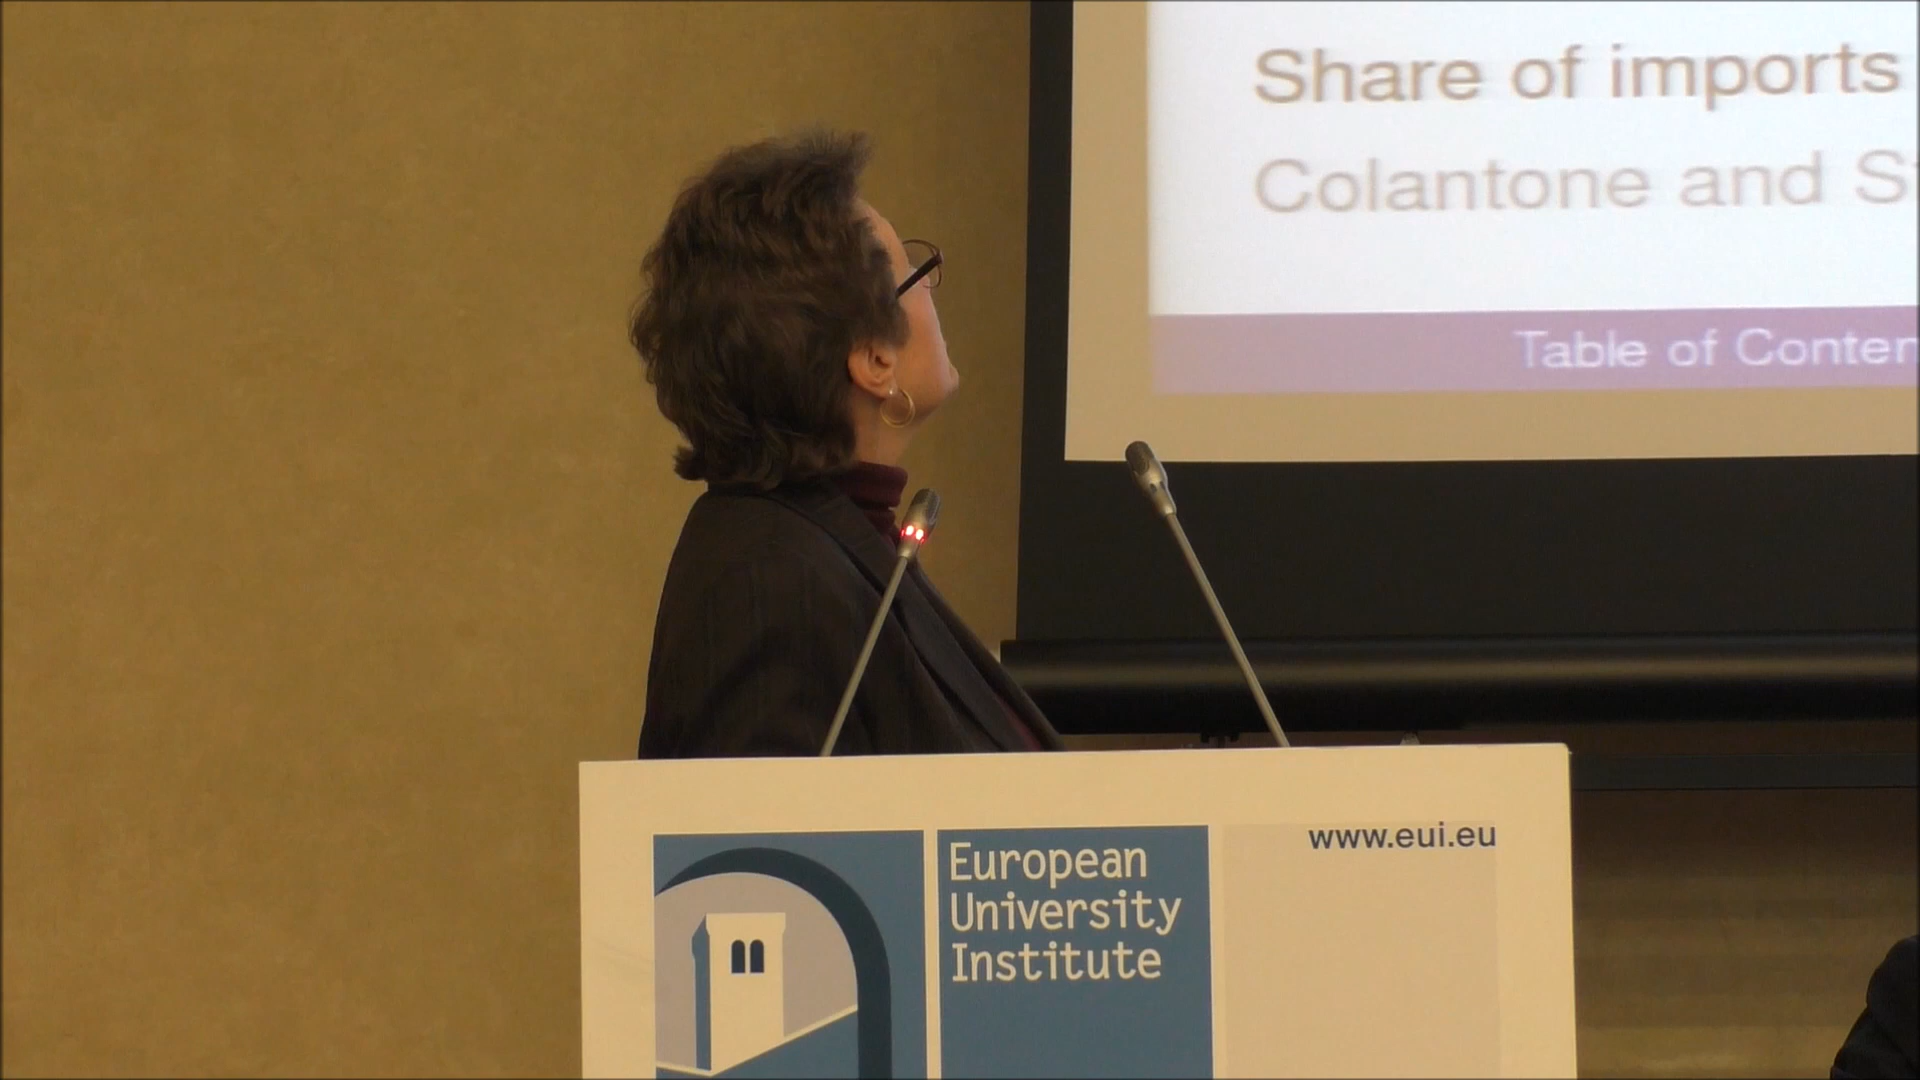 Share of imports
Colantone and S
Table of Conten
www.eui.eu
European
University
Institute